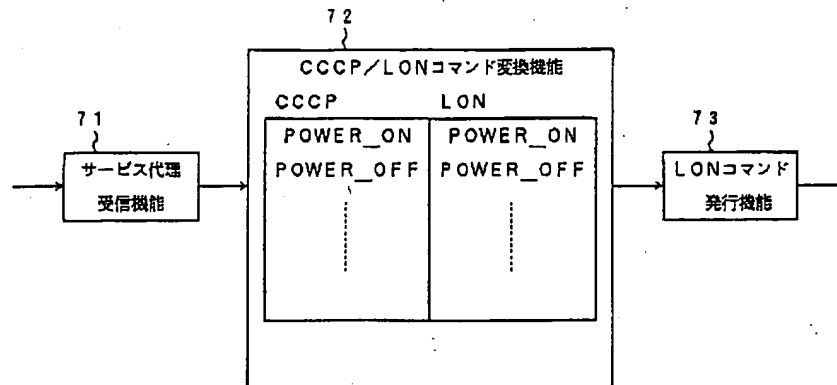 72
CCCP/LONコマンド変換機能
CCCP LON
POWER_ON POWER_ON
POWER_OFF POWER_OFF
71
サービス代理
受信機能
73
LONコマンド
発行機能